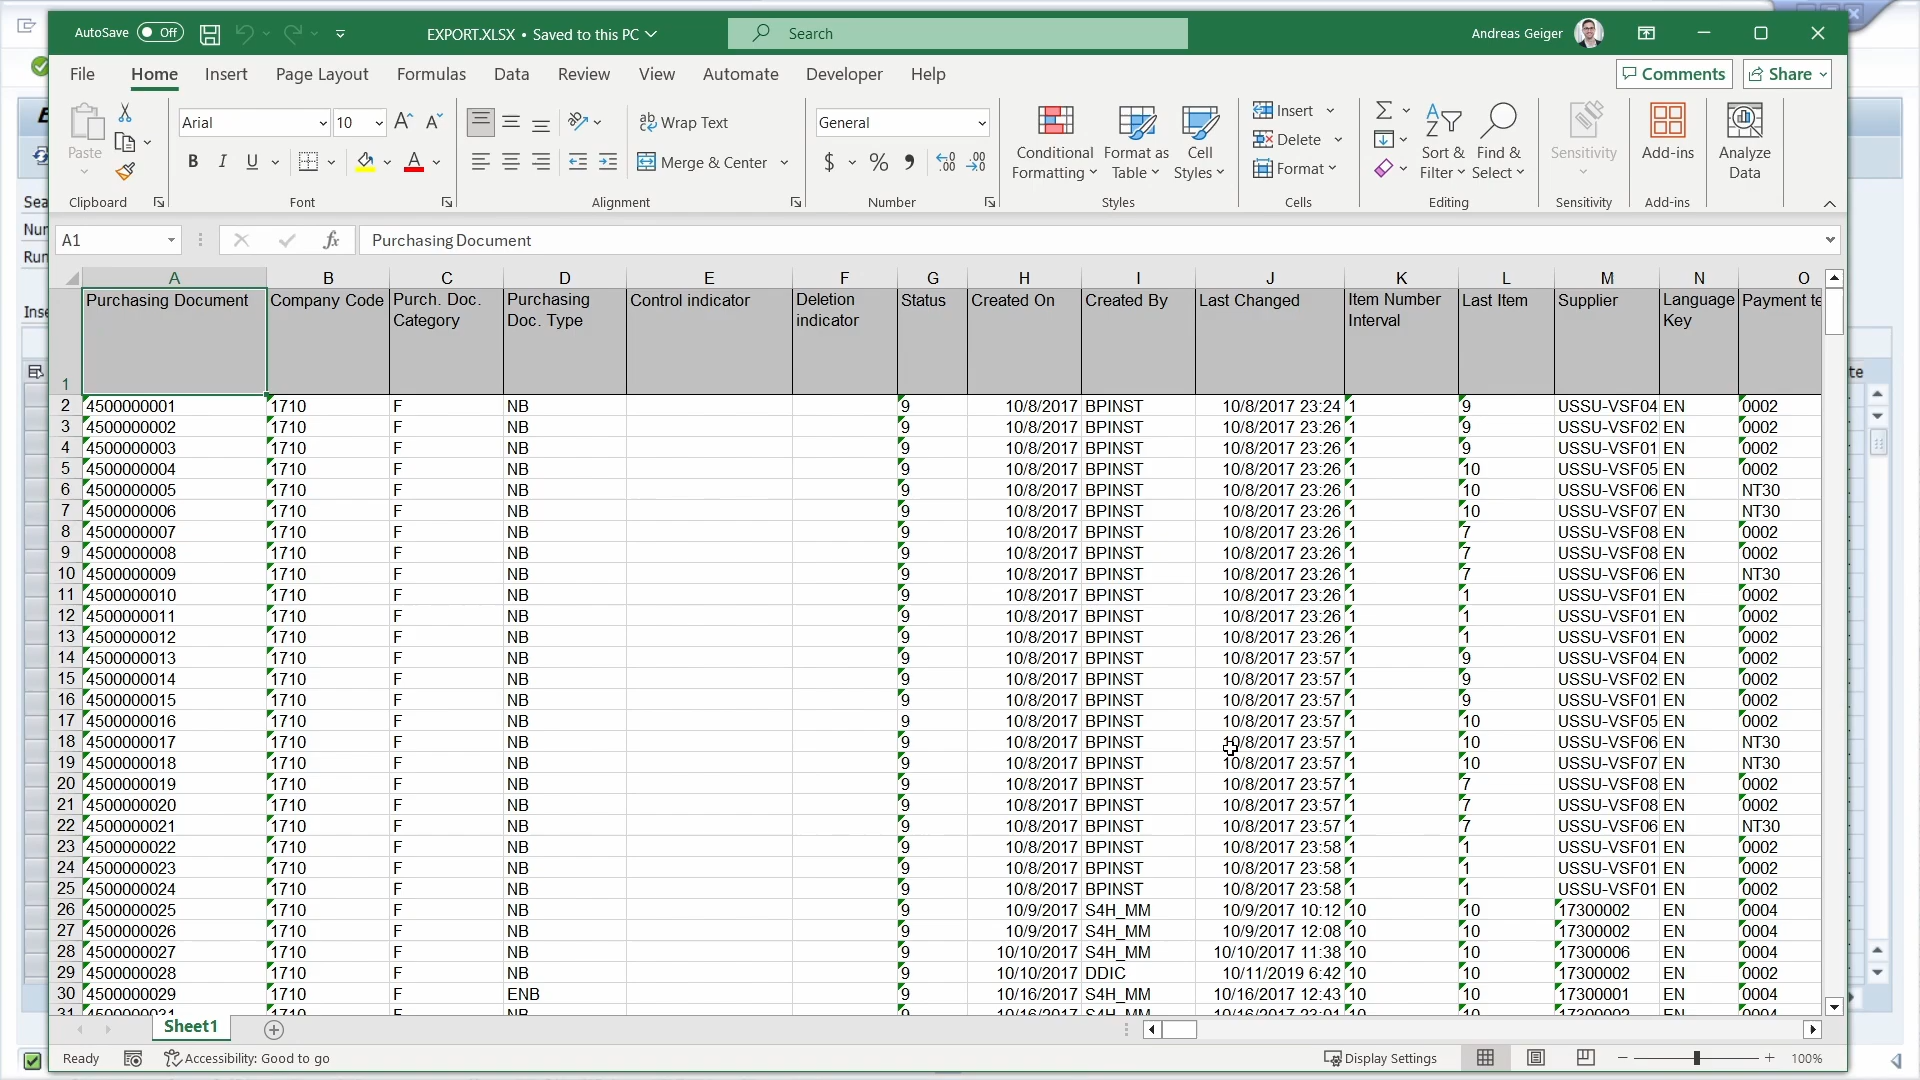 AutoSave Off EXPORT.XLSX • Saved to this PC Search Andreas Geiger
File Home Insert Page Layout Formulas Data Review View Automate Developer Help Comments Share
Paste Arial 10 Wrap Text General Conditional Formatting Format as Table Cell Styles Insert Sort & Filter Find & Select Sensitivity Add-ins Analyze Data
B I U Merge & Center $ % Delete
Format
Clipboard Font Alignment Number Styles Cells Editing Sensitivity Add-ins
A1 fx Purchasing Document
A B C D E F G H I J K L M N O
1 Purchasing Document Company Code Purch. Doc. Category Purchasing Doc. Type Control indicator Deletion indicator Status Created On Created By Last Changed Item Number Interval Last Item Supplier Language Key Payment te
2 4500000001 1710 F NB 9 10/8/2017 BPINST 10/8/2017 23:24 1 9 USSU-VSF04 EN 0002
3 4500000002 1710 F NB 9 10/8/2017 BPINST 10/8/2017 23:26 1 9 USSU-VSF02 EN 0002
4 4500000003 1710 F NB 9 10/8/2017 BPINST 10/8/2017 23:26 1 9 USSU-VSF01 EN 0002
5 4500000004 1710 F NB 9 10/8/2017 BPINST 10/8/2017 23:26 1 10 USSU-VSF05 EN 0002
6 4500000005 1710 F NB 9 10/8/2017 BPINST 10/8/2017 23:26 1 10 USSU-VSF06 EN NT30
7 4500000006 1710 F NB 9 10/8/2017 BPINST 10/8/2017 23:26 1 10 USSU-VSF07 EN NT30
8 4500000007 1710 F NB 9 10/8/2017 BPINST 10/8/2017 23:26 1 7 USSU-VSF08 EN 0002
9 4500000008 1710 F NB 9 10/8/2017 BPINST 10/8/2017 23:26 1 7 USSU-VSF08 EN 0002
10 4500000009 1710 F NB 9 10/8/2017 BPINST 10/8/2017 23:26 1 7 USSU-VSF06 EN NT30
11 4500000010 1710 F NB 9 10/8/2017 BPINST 10/8/2017 23:26 1 1 USSU-VSF01 EN 0002
12 4500000011 1710 F NB 9 10/8/2017 BPINST 10/8/2017 23:26 1 1 USSU-VSF01 EN 0002
13 4500000012 1710 F NB 9 10/8/2017 BPINST 10/8/2017 23:26 1 1 USSU-VSF01 EN 0002
14 4500000013 1710 F NB 9 10/8/2017 BPINST 10/8/2017 23:57 1 9 USSU-VSF04 EN 0002
15 4500000014 1710 F NB 9 10/8/2017 BPINST 10/8/2017 23:57 1 9 USSU-VSF02 EN 0002
16 4500000015 1710 F NB 9 10/8/2017 BPINST 10/8/2017 23:57 1 9 USSU-VSF01 EN 0002
17 4500000016 1710 F NB 9 10/8/2017 BPINST 10/8/2017 23:57 1 10 USSU-VSF05 EN 0002
18 4500000017 1710 F NB 9 10/8/2017 BPINST 10/8/2017 23:57 1 10 USSU-VSF06 EN NT30
19 4500000018 1710 F NB 9 10/8/2017 BPINST 10/8/2017 23:57 1 10 USSU-VSF07 EN NT30
20 4500000019 1710 F NB 9 10/8/2017 BPINST 10/8/2017 23:57 1 7 USSU-VSF08 EN 0002
21 4500000020 1710 F NB 9 10/8/2017 BPINST 10/8/2017 23:57 1 7 USSU-VSF08 EN 0002
22 4500000021 1710 F NB 9 10/8/2017 BPINST 10/8/2017 23:57 1 7 USSU-VSF06 EN NT30
23 4500000022 1710 F NB 9 10/8/2017 BPINST 10/8/2017 23:58 1 1 USSU-VSF01 EN 0002
24 4500000023 1710 F NB 9 10/8/2017 BPINST 10/8/2017 23:58 1 1 USSU-VSF01 EN 0002
25 4500000024 1710 F NB 9 10/8/2017 BPINST 10/8/2017 23:58 1 1 USSU-VSF01 EN 0002
26 4500000025 1710 F NB 9 10/9/2017 S4H_MM 10/9/2017 10:12 10 10 17300002 EN 0004
27 4500000026 1710 F NB 9 10/9/2017 S4H_MM 10/9/2017 12:08 10 10 17300002 EN 0004
28 4500000027 1710 F NB 9 10/10/2017 S4H_MM 10/10/2017 11:38 10 10 17300006 EN 0004
29 4500000028 1710 F NB 9 10/10/2017 DDIC 10/11/2019 6:42 10 10 17300002 EN 0002
30 4500000029 1710 F ENB 9 10/16/2017 S4H_MM 10/16/2017 12:43 10 10 17300001 EN 0004
Sheet1
Ready Accessibility: Good to go Display Settings 100%